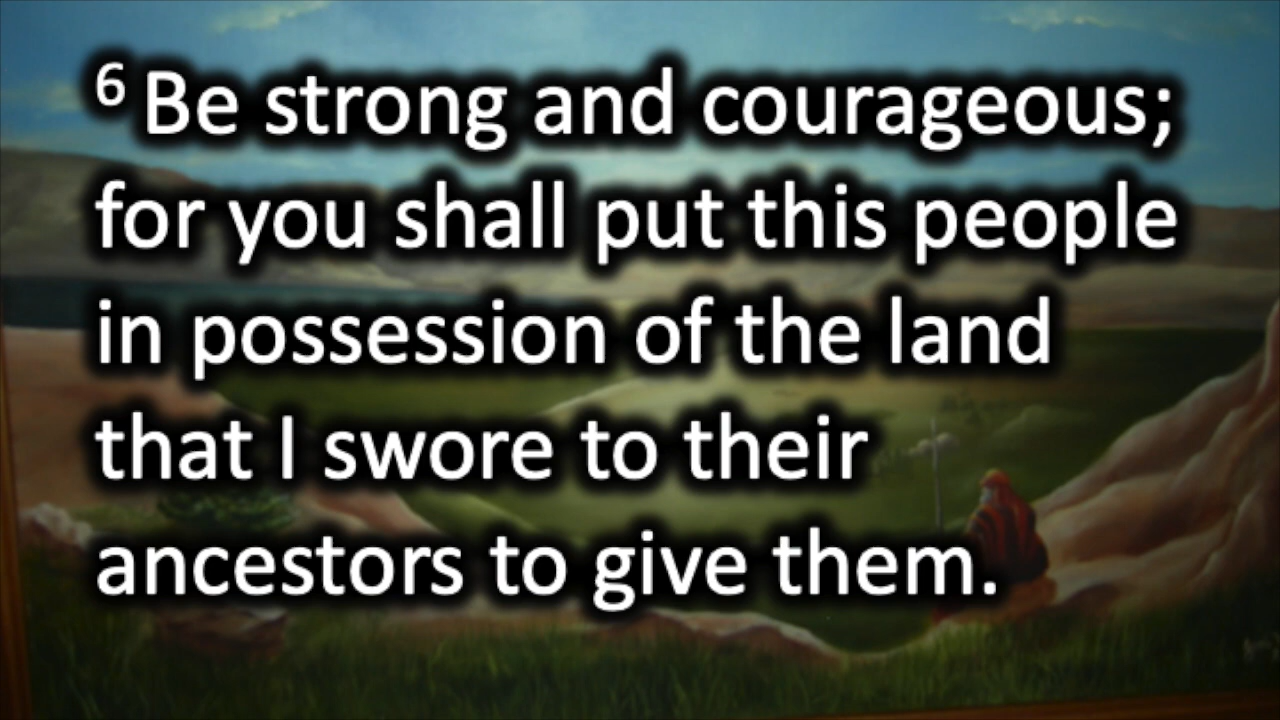 6 Be strong and courageous;
for you shall put this people
in possession of the land
that I swore to their
ancestors to give them.